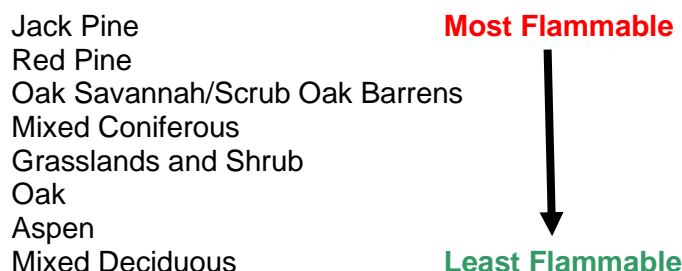 Jack Pine Most Flammable
Red Pine
Oak Savannah/Scrub Oak Barrens
Mixed Coniferous
Grasslands and Shrub
Oak
Aspen
Mixed Deciduous Least Flammable